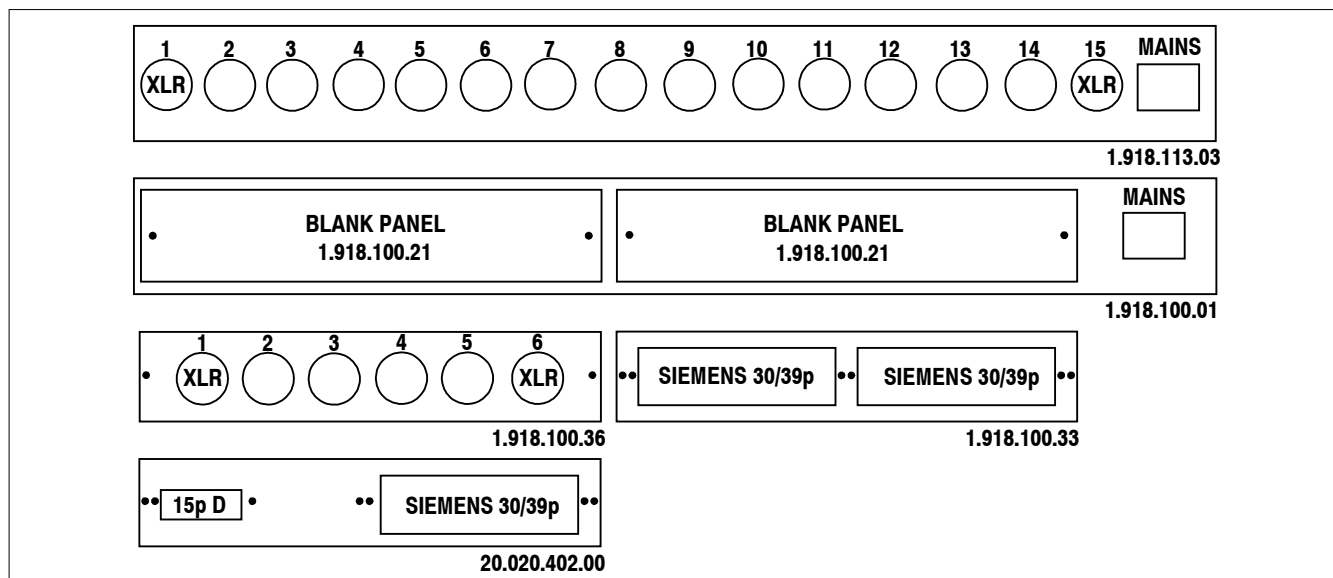 1 2 3 4 5 6 7 8 9 10 11 12 13 14 15 MAINS
XLR XLR
1.918.113.03
MAINS
BLANK PANEL BLANK PANEL
1.918.100.21 1.918.100.21
1.918.100.01
1 2 3 4 5 6
XLR XLR SIEMENS 30/39p SIEMENS 30/39p
1.918.100.36 1.918.100.33
15p D SIEMENS 30/39p
20.020.402.00